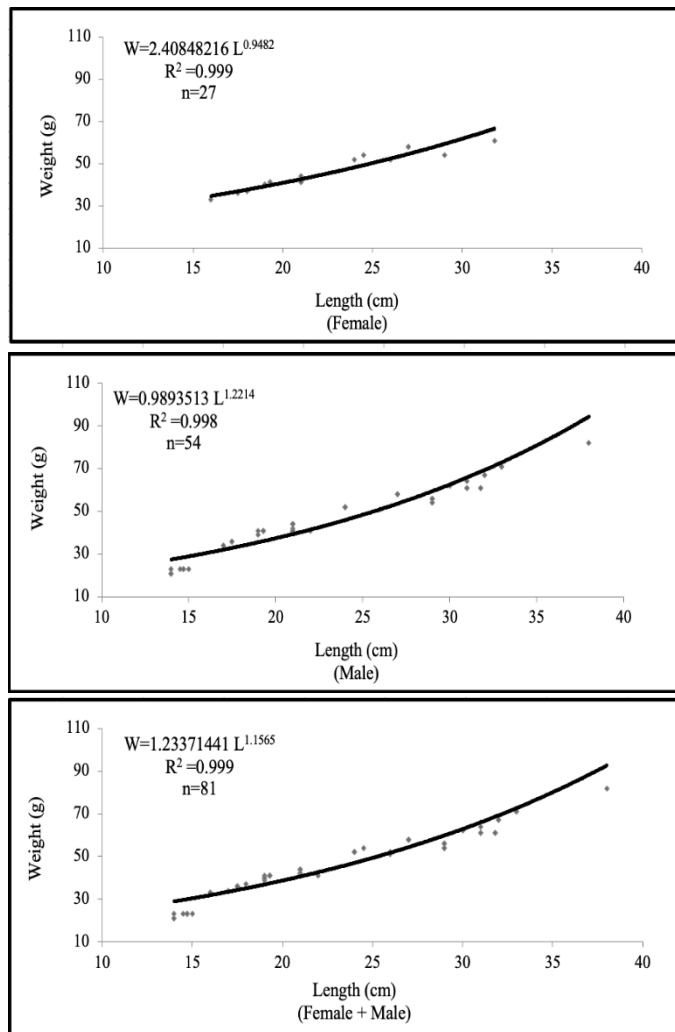 110
90
70
50
30
10
Weight (g)
W=2.40848216 L^0.9482
R² =0.999
n=27
10 15 20 25 30 35 40
Length (cm)
(Female)
110
90
70
50
30
10
Weight (g)
W=0.9893513 L^1.2214
R² =0.998
n=54
10 15 20 25 30 35 40
Length (cm)
(Male)
110
90
70
50
30
10
Weight (g)
W=1.23371441 L^1.1565
R² =0.999
n=81
10 15 20 25 30 35 40
Length (cm)
(Female + Male)